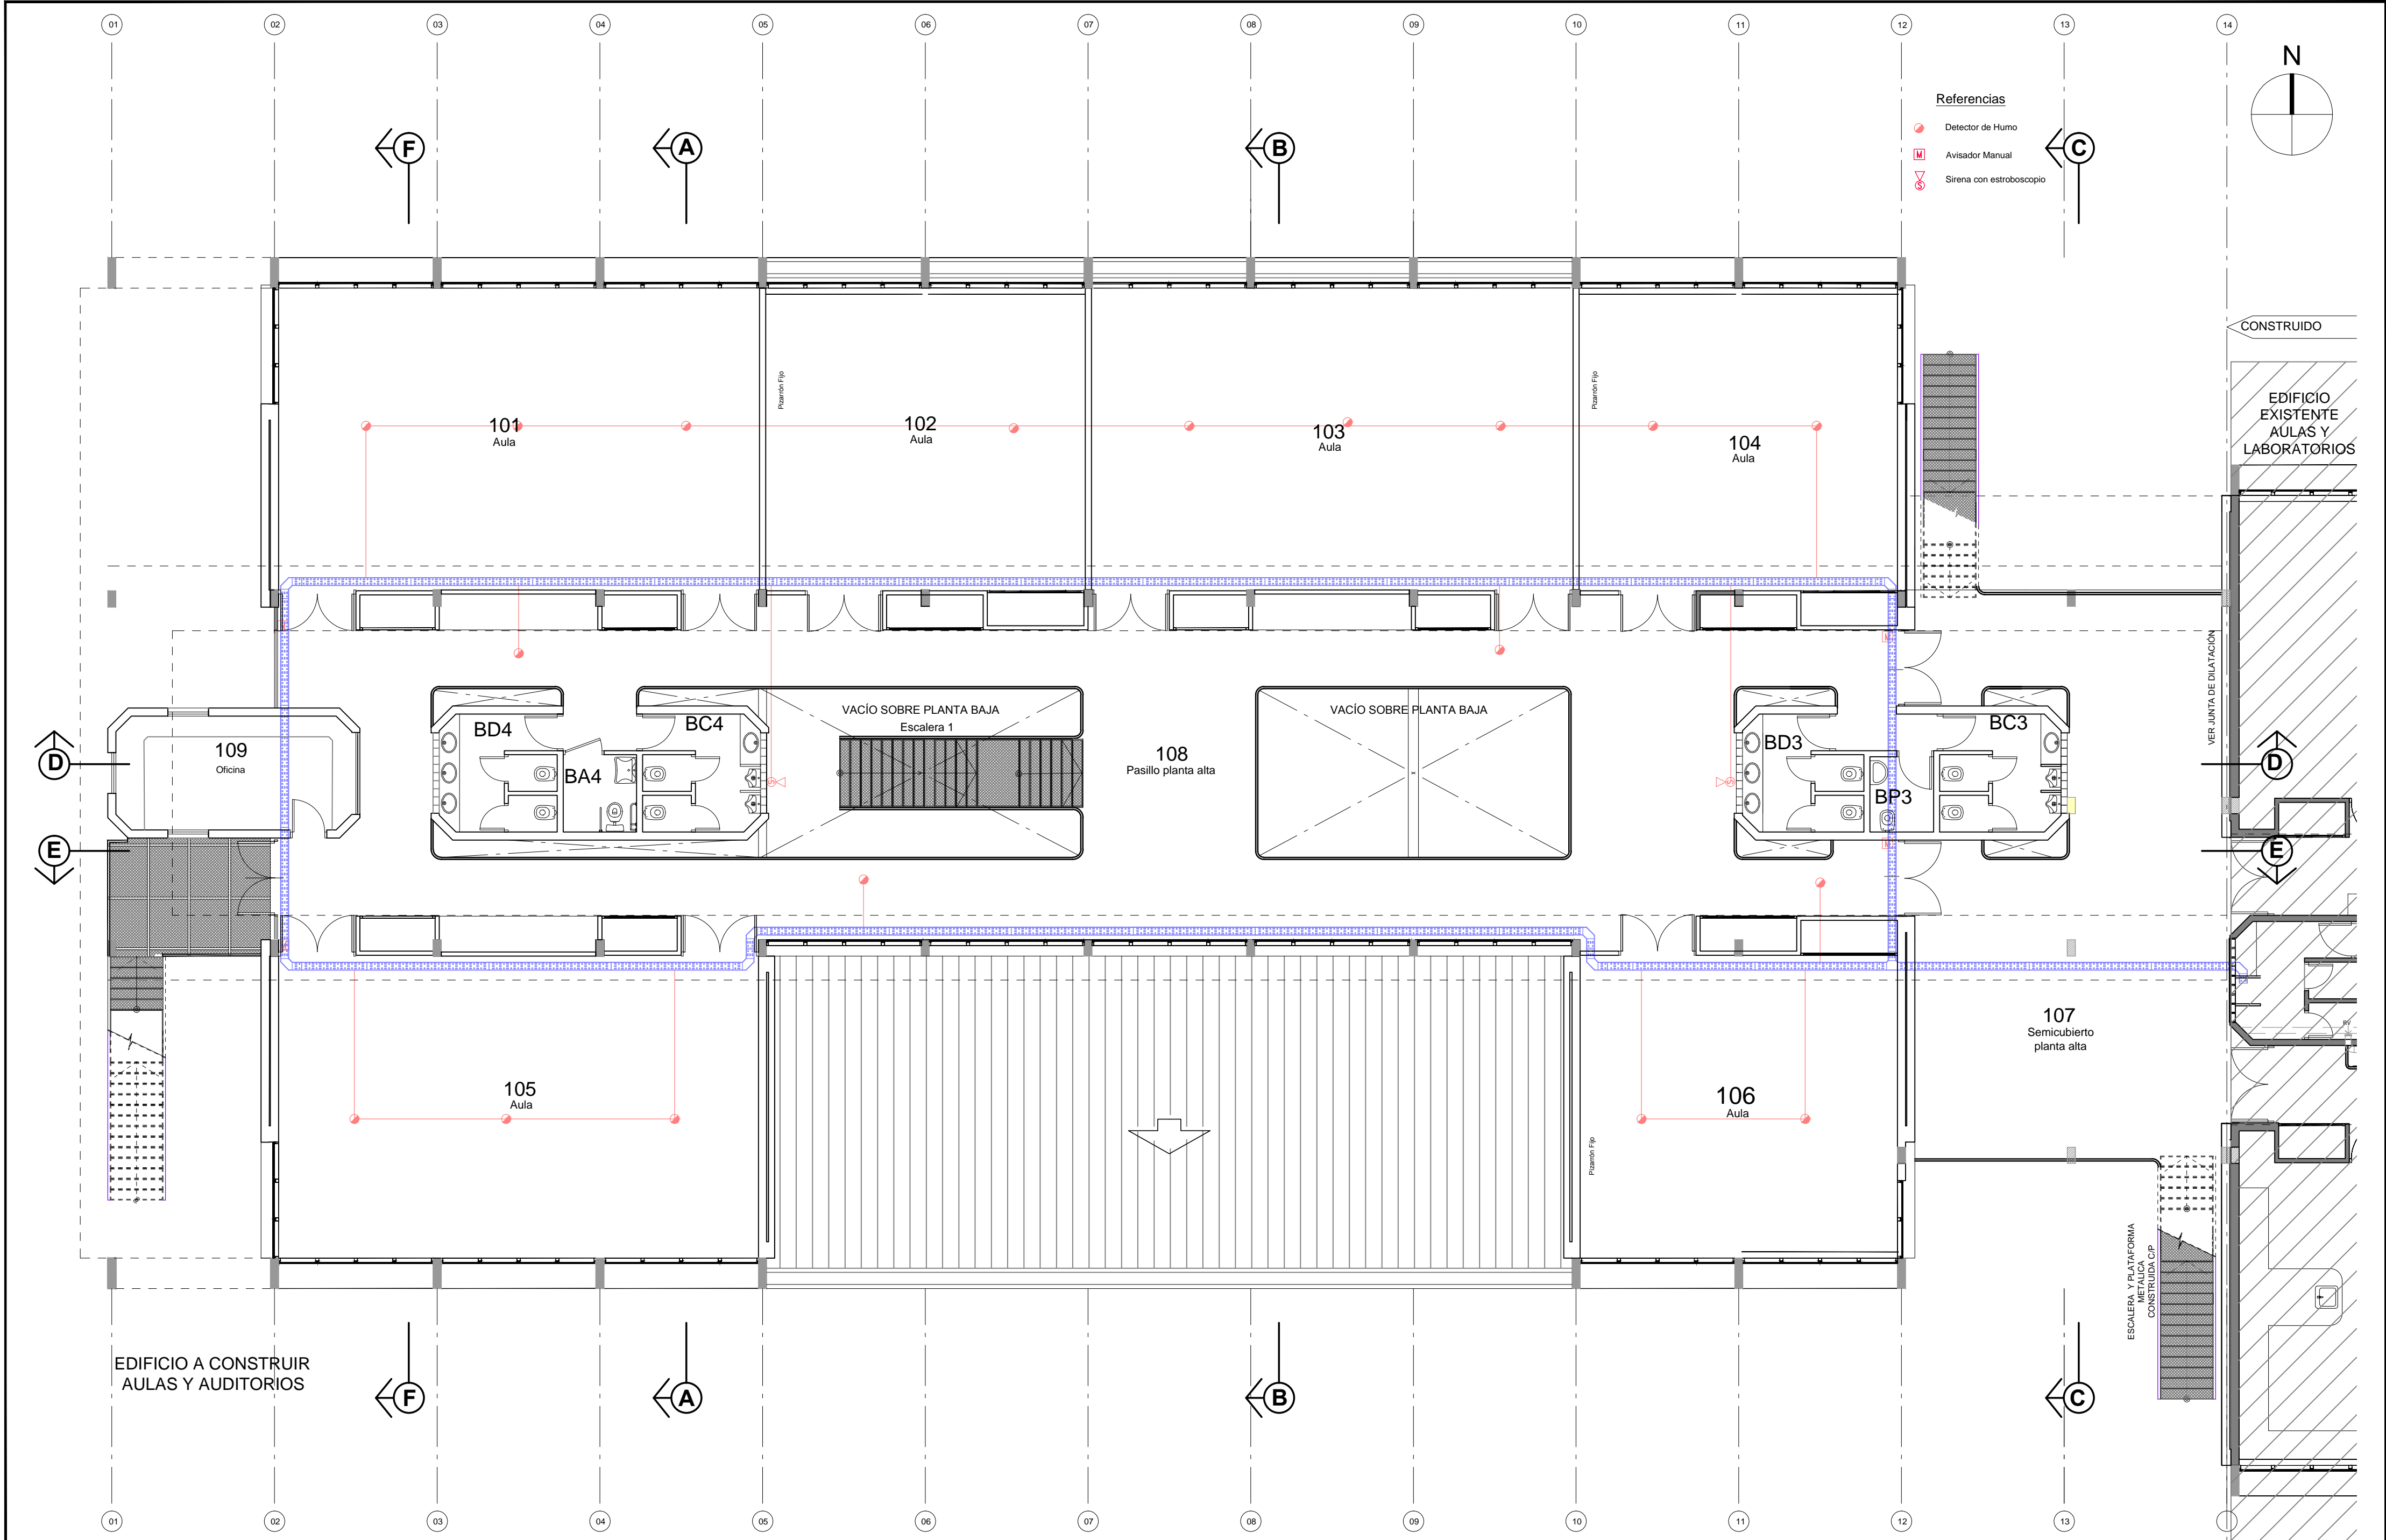 01 02 03 04 05 06 07 08 09 10 11 12 13 14
N
Referencias
Detector de Humo
M Avisador Manual
S Sirena con estroboscopio
F A B C
CONSTRUIDO
EDIFICIO
EXISTENTE
AULAS Y
LABORATORIOS
Pizarrón Fijo
Pizarrón Fijo
101
Aula
102
Aula
103
Aula
104
Aula
VER JUNTA DE DILATACIÓN
M
VACÍO SOBRE PLANTA BAJA
Escalera 1
VACÍO SOBRE PLANTA BAJA
BD4
BC4
BA4
BD3
BC3
BP3
109
Oficina
108
Pasillo planta alta
D
D
S
S
M
E
E
107
Semicubierto
planta alta
105
Aula
106
Aula
Pizarrón Fijo
ESCALERA Y PLATAFORMA
METALICA
CONSTRUIDA C/P
EDIFICIO A CONSTRUIR
AULAS Y AUDITORIOS
F A B C
01 02 03 04 05 06 07 08 09 10 11 12 13